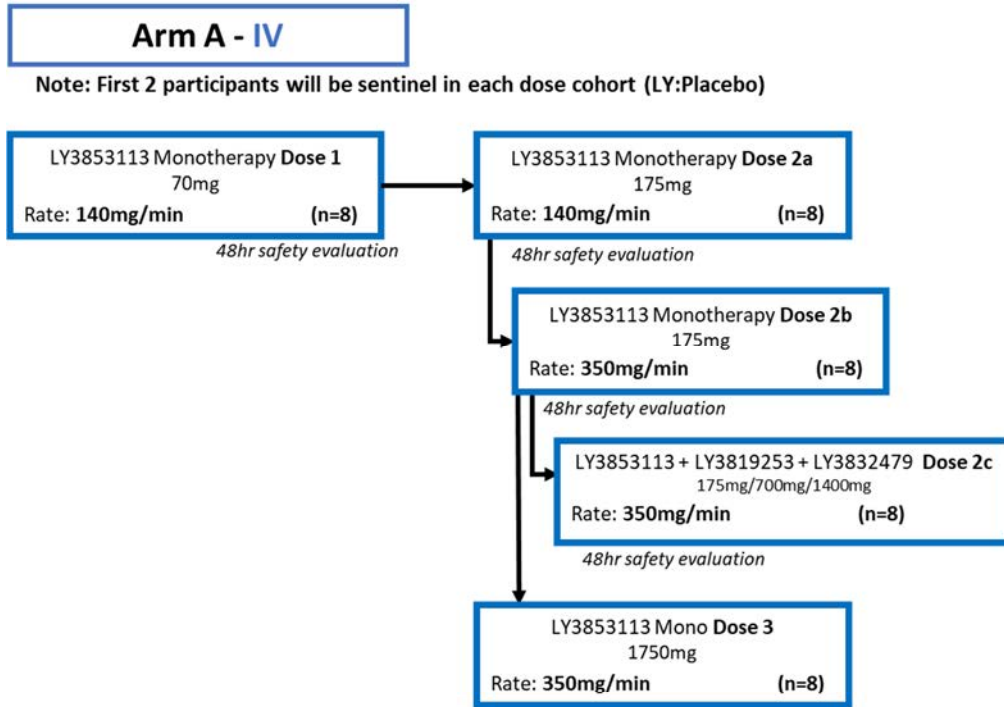 Arm A - IV
Note: First 2 participants will be sentinel in each dose cohort (LY:Placebo)
LY3853113 Monotherapy Dose 1
70mg
Rate: 140mg/min (n=8)
48hr safety evaluation
LY3853113 Monotherapy Dose 2a
175mg
Rate: 140mg/min (n=8)
48hr safety evaluation
LY3853113 Monotherapy Dose 2b
175mg
Rate: 350mg/min (n=8)
48hr safety evaluation
LY3853113 + LY3819253 + LY3832479 Dose 2c
175mg/700mg/1400mg
Rate: 350mg/min (n=8)
48hr safety evaluation
LY3853113 Mono Dose 3
1750mg
Rate: 350mg/min (n=8)